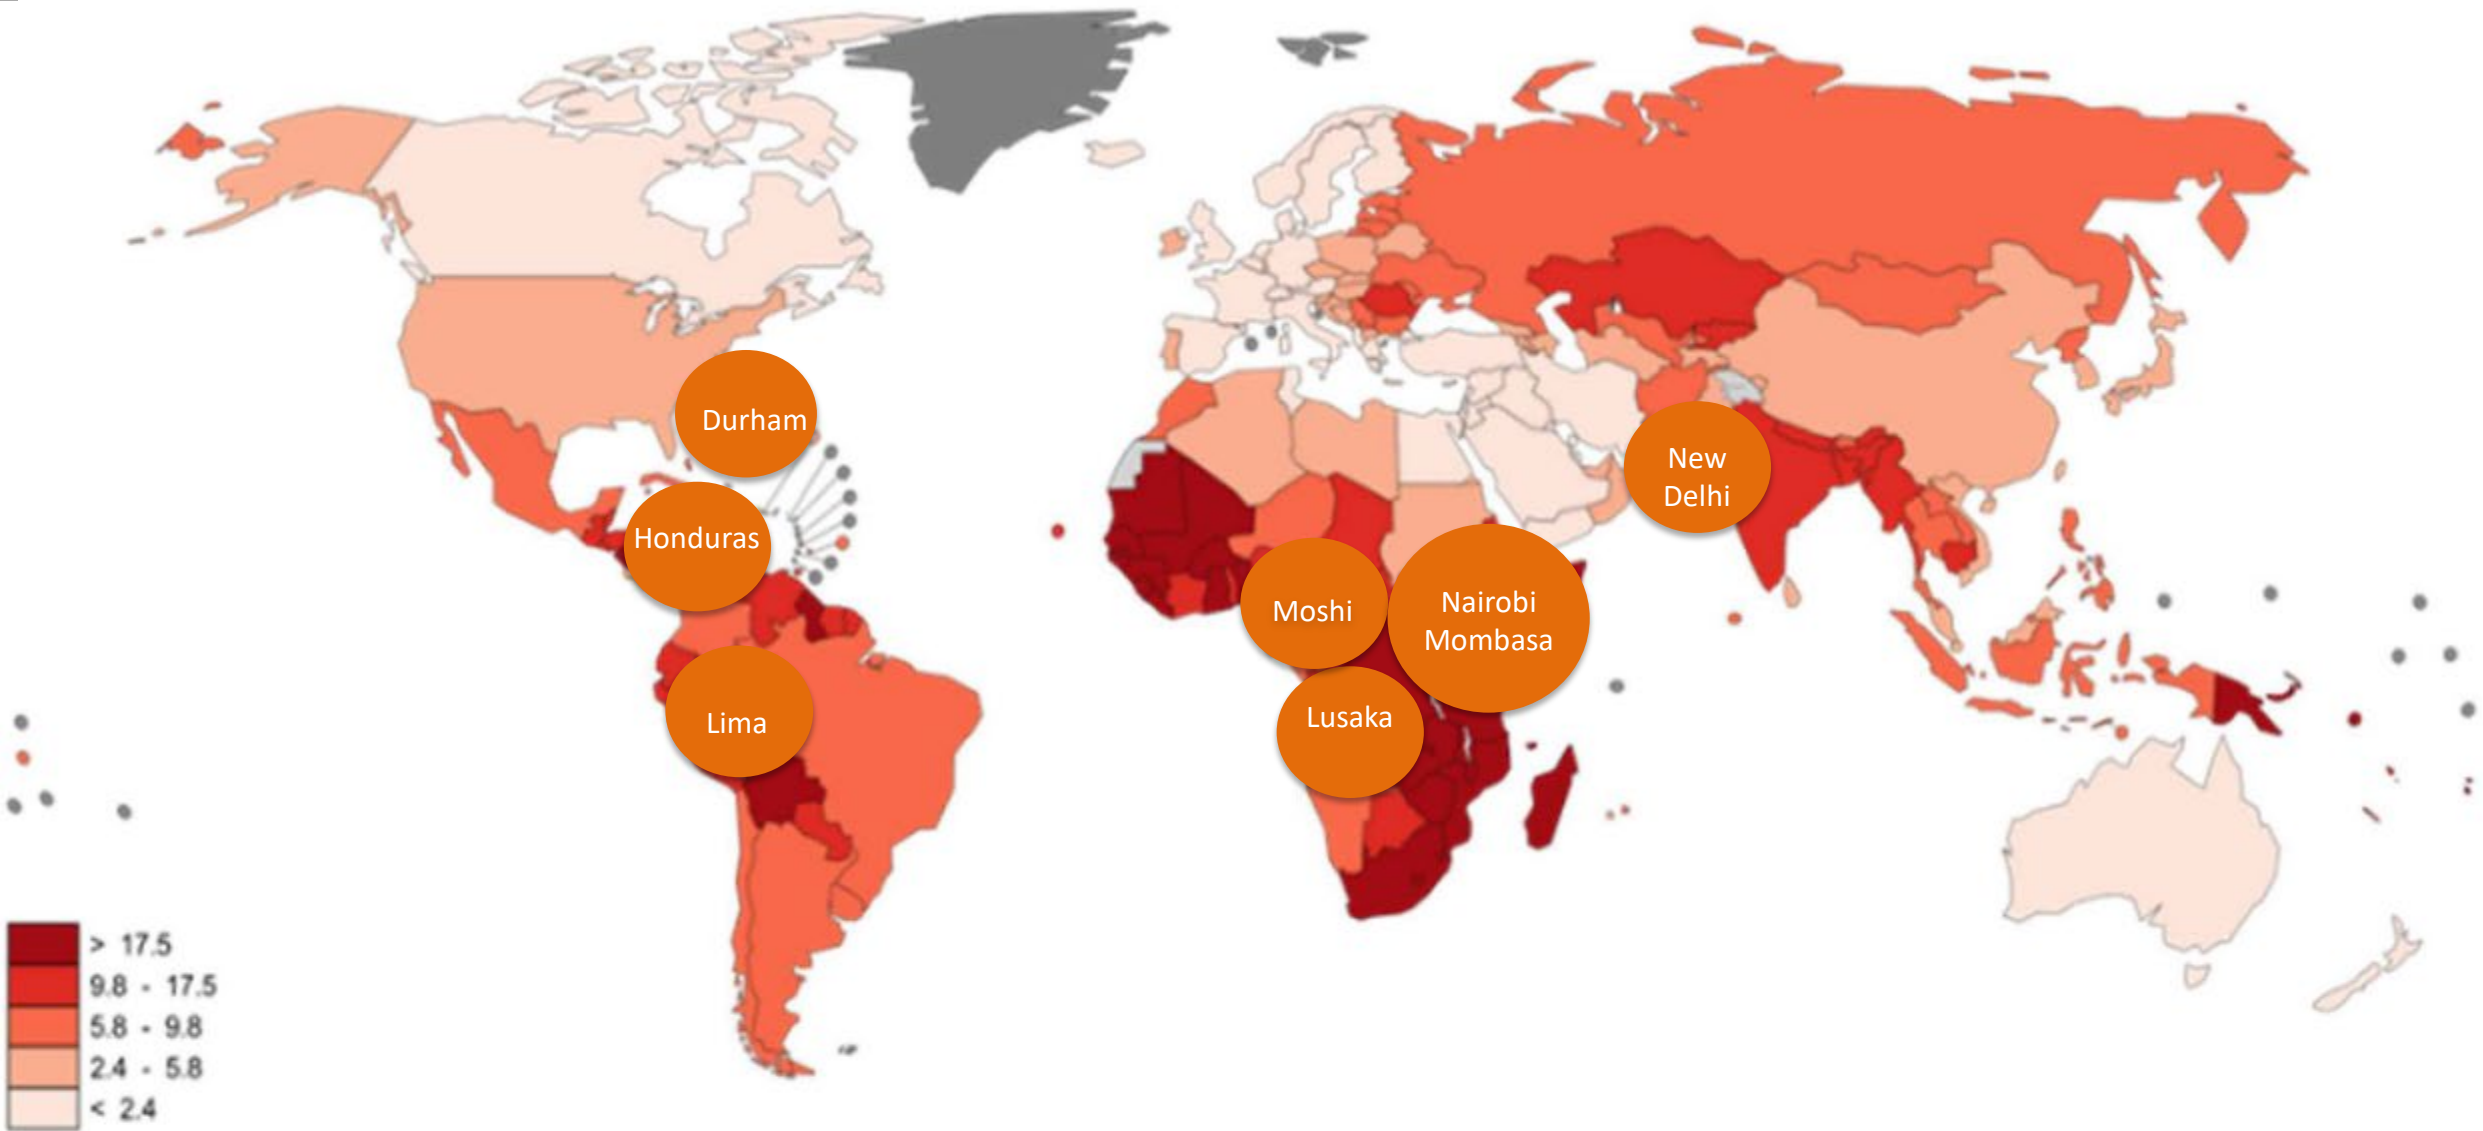 Durham
New
Delhi
Honduras
Moshi
Nairobi
Mombasa
Lima
Lusaka
> 17.5
9.8 - 17.5
5.8 - 9.8
2.4 - 5.8
< 2.4